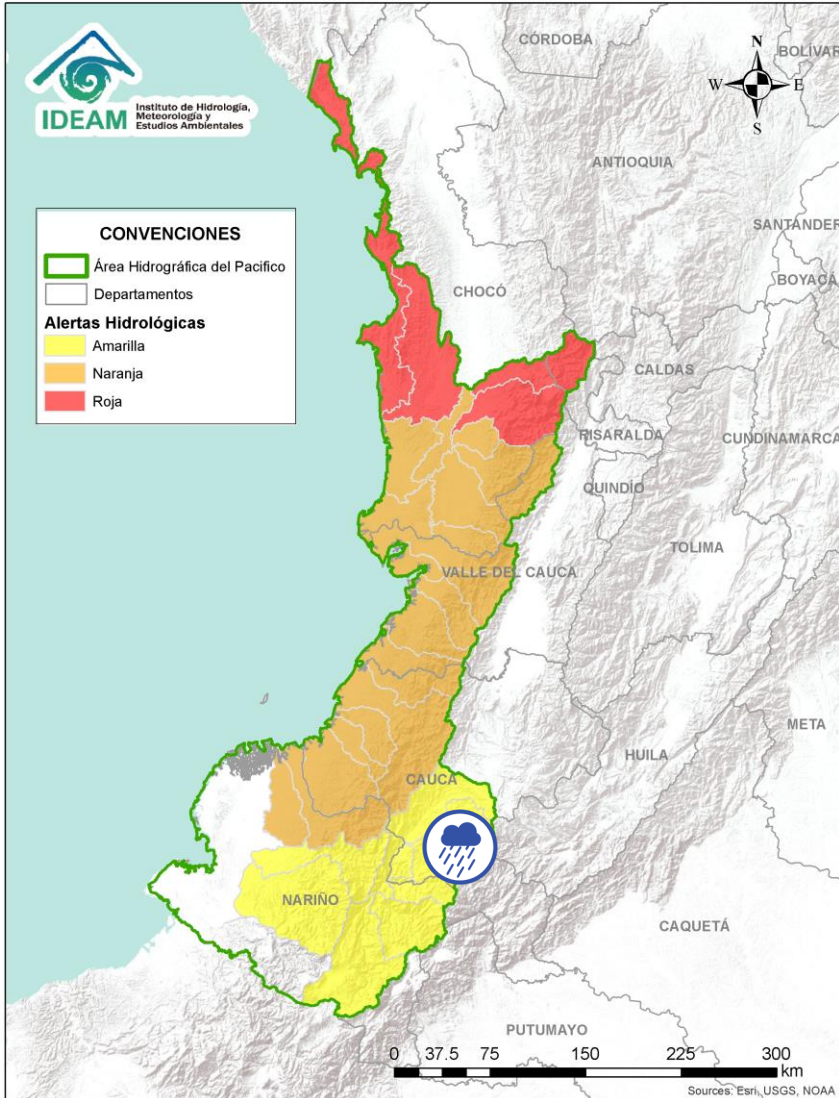 IDEAM
Instituto de Hidrología,
Meteorología y
Estudios Ambientales
N
W
E
S
CONVENCIONES
Área Hidrográfica del Pacifico
Departamentos
Alertas Hidrológicas
Amarilla
Naranja
Roja
CÓRDOBA
BOLÍVAR
ANTIOQUIA
SANTANDER
BOYACÁ
CHOCÓ
CALDAS
RISARALDA
CUNDINAMARCA
QUINDÍO
TOLIMA
VALLE DEL CAUCA
META
HUILA
CAUCA
NARIÑO
CAQUETÁ
PUTUMAYO
0 37.5 75 150 225 300
km
Sources: Esri, USGS, NOAA